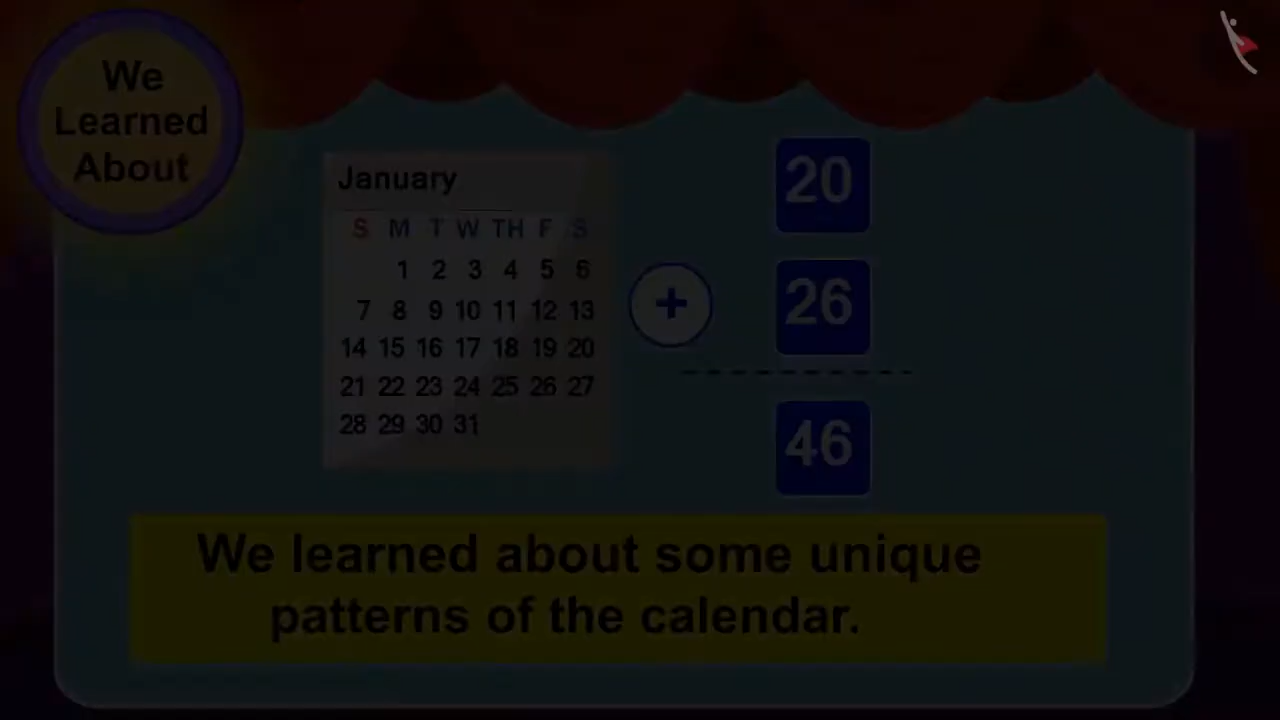 We
Learned
About
January
S M T W TH F S
1 2 3 4 5 6
7 8 9 10 11 12 13
14 15 16 17 18 19 20
21 22 23 24 25 26 27
28 29 30 31
20
+
26
46
We learned about some unique
patterns of the calendar.